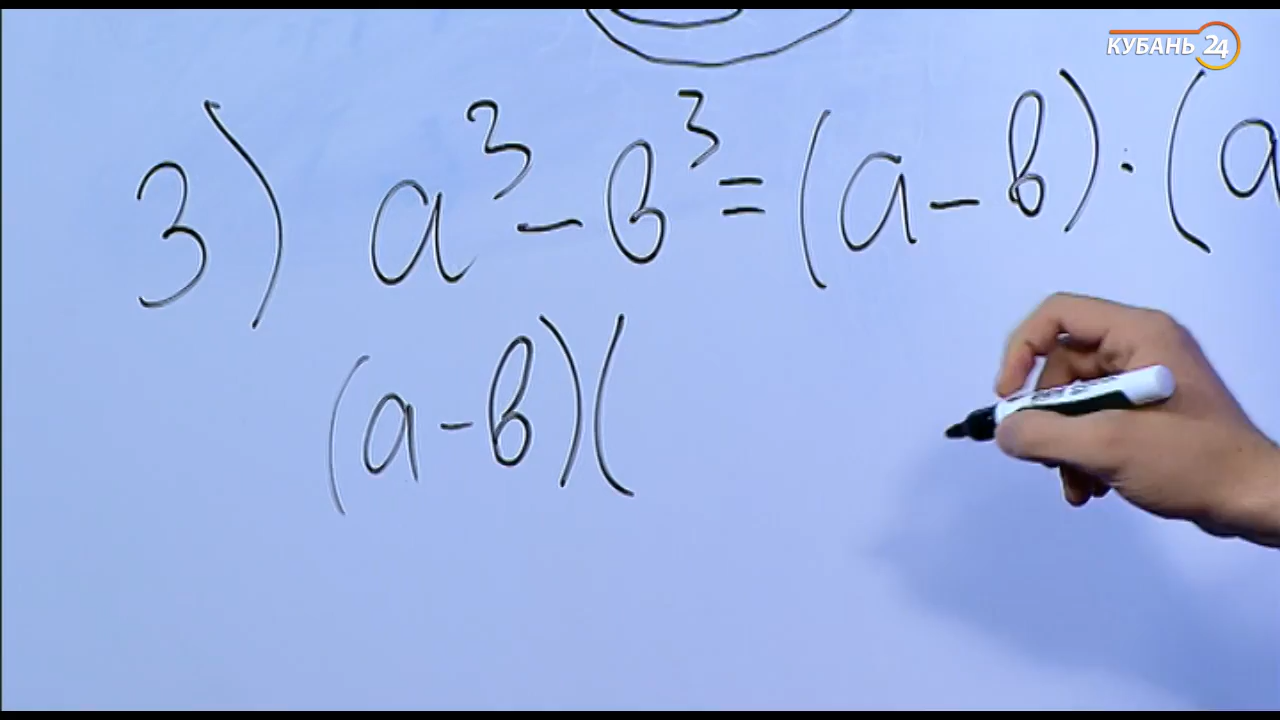 КУБАНЬ 24
3) a³ - в³ = (a - в) · (a
(a - в)(